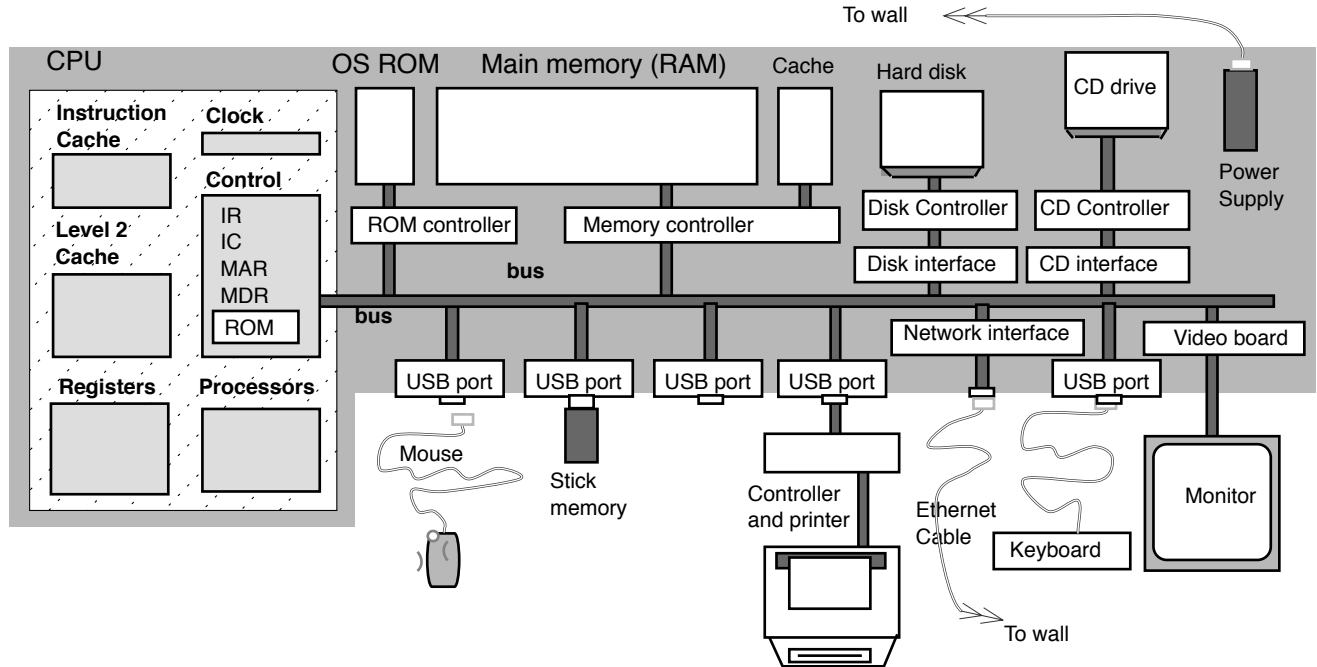 To wall
CPU
OS ROM
Main memory (RAM)
Cache
Hard disk
CD drive
Instruction
Cache
Clock
Control
Power
Supply
IR
IC
MAR
MDR
ROM
Level 2
Cache
ROM controller
Memory controller
Disk Controller
CD Controller
Disk interface
CD interface
bus
bus
Network interface
Video board
Registers
Processors
USB port
USB port
USB port
USB port
USB port
Mouse
Stick
memory
Controller
and printer
Ethernet
Cable
Keyboard
Monitor
To wall